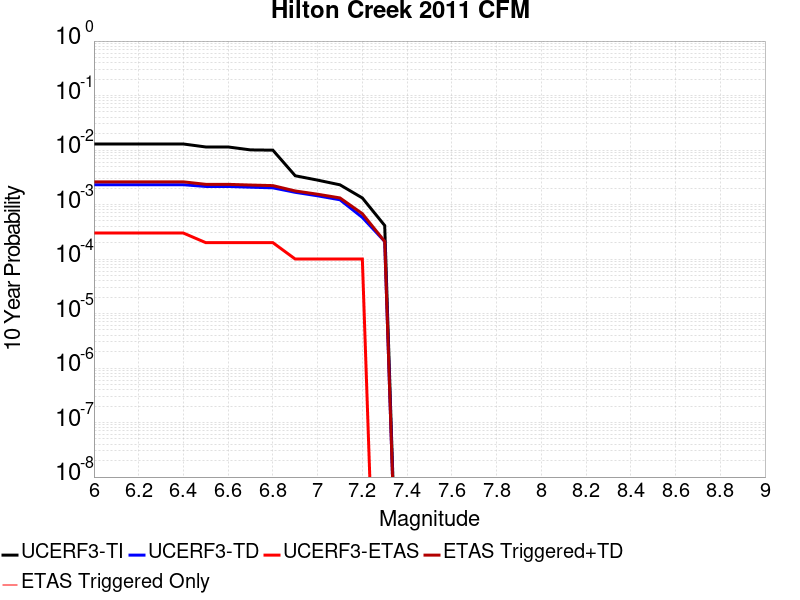 Hilton Creek 2011 CFM
10 0
10 -1
10 -2
10 -3
10 -4
10 -5
10 -6
10 -7
10 -8
10 Year Probability
6 6.2 6.4 6.6 6.8 7 7.2 7.4 7.6 7.8 8 8.2 8.4 8.6 8.8 9
Magnitude
UCERF3-TI UCERF3-TD UCERF3-ETAS ETAS Triggered+TD
ETAS Triggered Only